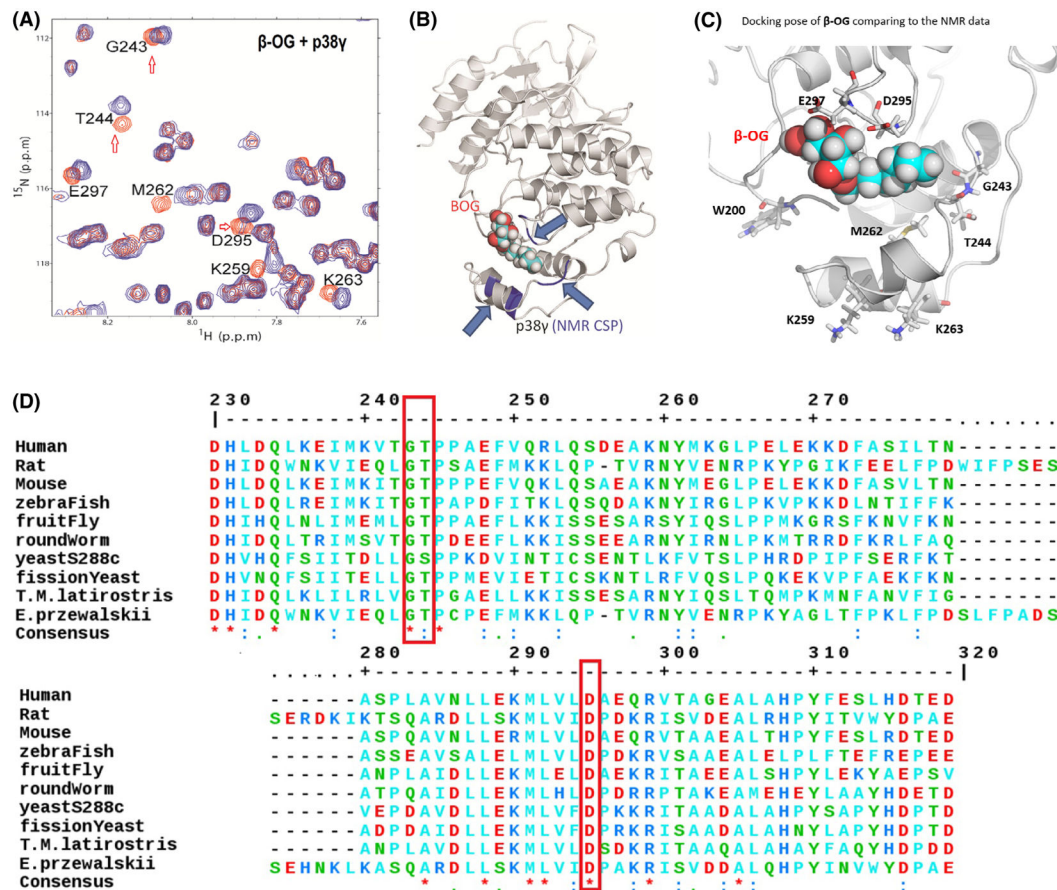 (A)
β-OG + p38γ
G243
T244
E297
M262
D295
K259
K263
112
114
116
118
¹⁵N (p.p.m)
8.2 8.0 7.8 7.6
¹H (p.p.m)
(B)
BOG
p38γ (NMR CSP)
(C)
Docking pose of β-OG comparing to the NMR data
E297 D295
β-OG
G243
W200
M262
T244
K259 K263
(D)
230 240 250 260 270
Human DHLDQLKEIMKVTGTPPAEFVQRLQSDEAKNYMKGLPELEKKDFASILTN-------
Rat DHIDQWNKVIEQLGTPSAEFMKKLQP-TVRNYVENRPKYPGIKFEELFPDWIFPSES
Mouse DHLDQLKEIMKITGTPPPEFVQKLQSAEAKNYMEGLPELEKKDFASVLTN-------
zebraFish DHLDQLREIMKITGTPAPDFITKLQSQDAKNYIRGLPKVPKKDLNTIFFK-------
fruitFly DHIHQLNLIMEMLGTPPAEFLKKISSESARSYIQSLPPMKGRSFKNVFKN-------
roundWorm DHIDQLTRIMSVTGTPDEEFLKKISSEEARNYIRNLPKMTRRDFKRLFAQ-------
yeastS288c DHVHQFSIITDLLGSPPKDVINTICSENTLKFVTSLPHRDPIPFSERFKT-------
fissionYeast DHVNQFSIITELLGTPPMEVIETICSKNTLRFVQSLPQKEKVPFAEKFKN-------
T.M.latirostris DHIDQLKLILRLVGTPGAELLKKISSESARNYIQSLTQMPKMNFANVFIG-------
E.przewalskii DHIDQWNKVIEQLGTPCPEFMKKLQP-TVRNYVENRPKYAGLTFPKLFPDSLFPADS
Consensus **:. * : *:* : : . :: . : :
280 290 300 310 320
Human ------ASPLAVNLLEKMLVLDAEQRVTAGEALAHPYFESLHDTED
Rat SERDKIKTSQARDLLSKMLVIDPDKRISVDEALRHPYITVWYDPAE
Mouse ------ASPQAVNLLERMLVLDAEQRVTAAEALTHPYFESLRDTED
zebraFish ------ASSEAVSALELMLVLDPDKRVSAAEALELPLFTEFREPEE
fruitFly ------ANPLAIDLLEKMLELDAEKRITAEEALSHPYLEKYAEPSV
roundWorm ------ATPQAIDLLEKMLHLDPDRRPTAKEAMEHEYLAAYHDETD
yeastS288c ------VEPDAVDLLEKMLVFDPKKRITAADALAHPYSAPYHDPTD
fissionYeast ------ADPDAIDLLEKMLVFDPRKRISAADALAHNYLAPYHDPTD
T.M.latirostris ------ANPLAIDLLEKMLVLDSDKRITAAQALAHAYFAQYHDPDD
E.przewalskii SEHNKLKASQARDLLSKMLVIDPAKRISVDDALQHPYINVWYDPAE
Consensus * . * ** :* : * : . : * : . :